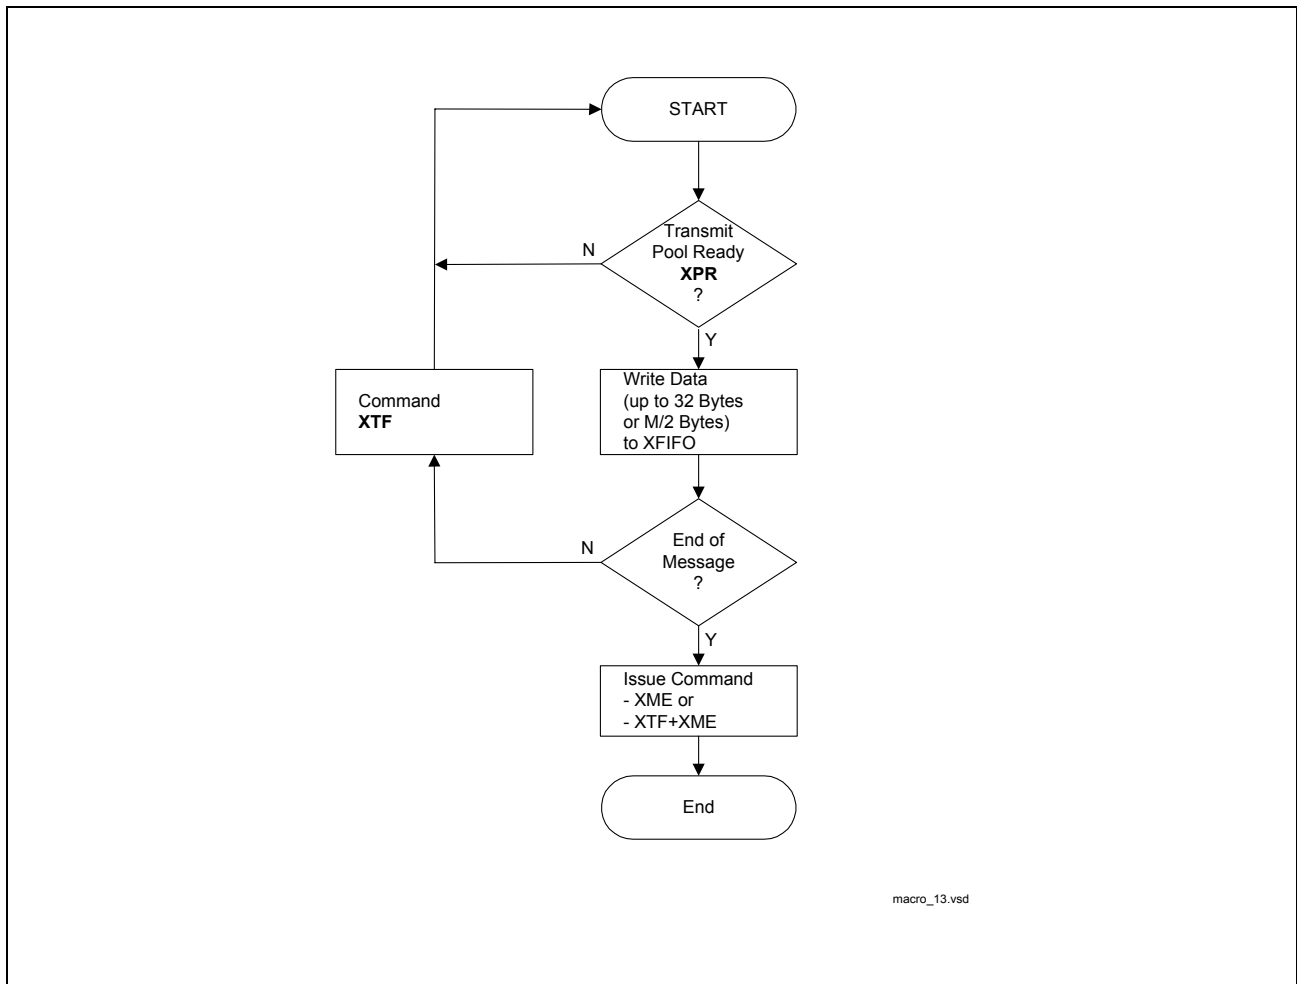 START
Transmit
Pool Ready
XPR
?
N
Y
Write Data
(up to 32 Bytes
or M/2 Bytes)
to XFIFO
Command
XTF
End of
Message
?
N
Y
Issue Command
- XME or
- XTF+XME
End
macro_13.vsd